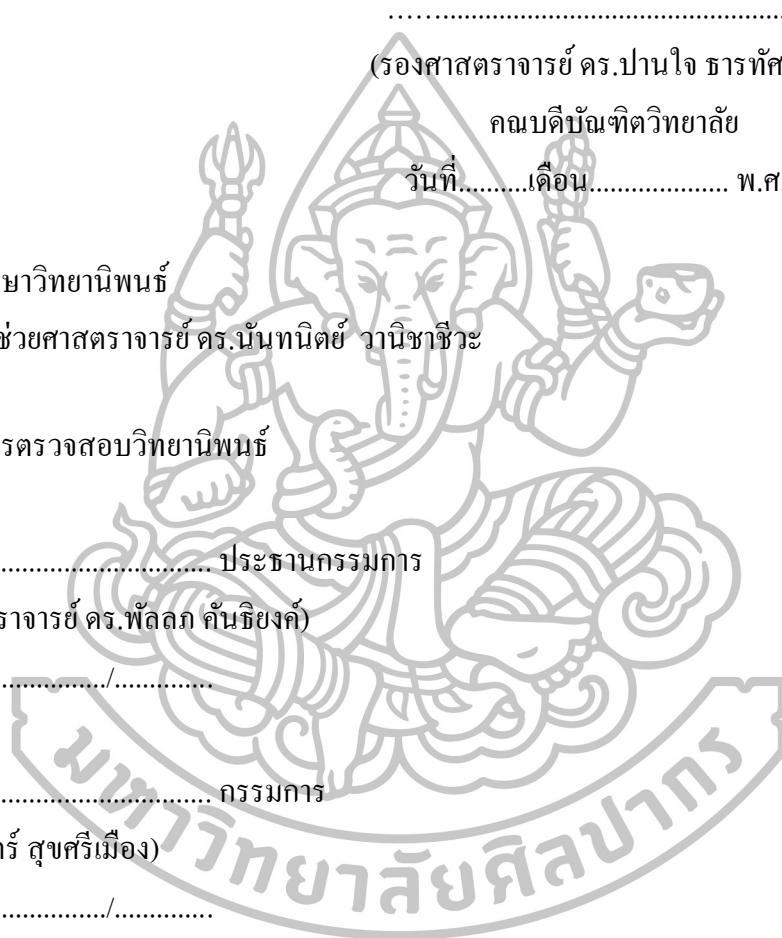 ...........................................................
(รองศาสตราจารย์ ดร.ปานใจ ธารทัศ
คณบดีบัณฑิตวิทยาลัย
วันที่.........เดือน.................... พ.ศ.
ษาวิทยานิพนธ์
ช่วยศาสตราจารย์ ดร.นันทนิตย์ วานิชาชีวะ
รตรวจสอบวิทยานิพนธ์
.............................. ประธานกรรมการ
ราจารย์ ดร.พัลลภ คันธิยงค์)
.............../..............
.............................. กรรมการ
าร์ สุขศรีเมือง)
.............../..............
มหาวิทยาลัยศิลปากร